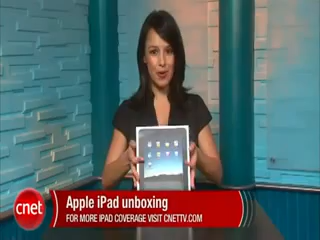 cnet
Apple iPad unboxing
FOR MORE IPAD COVERAGE VISIT CNETTV.COM